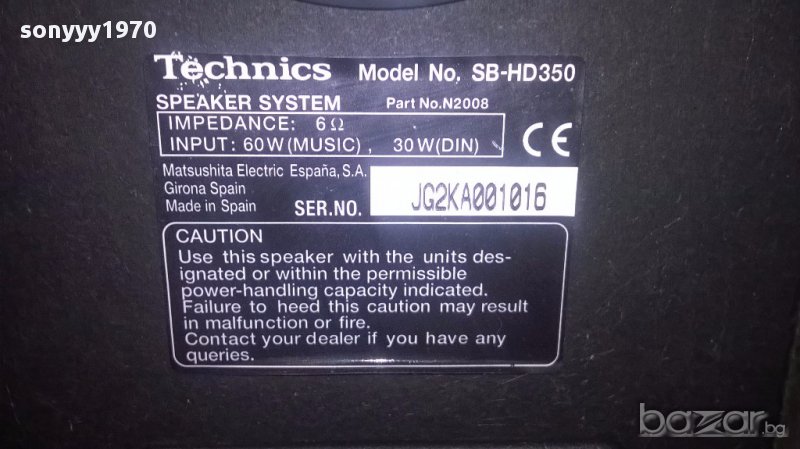 sonyyy1970
Technics Model No. SB-HD350
SPEAKER SYSTEM Part No.N2008
IMPEDANCE: 6Ω
INPUT: 60W(MUSIC), 30W(DIN)
CE
Matsushita Electric España,S.A.
Girona Spain
Made in Spain SER.NO. JG2KA001016
CAUTION
Use this speaker with the units des-
ignated or within the permissible
power-handling capacity indicated.
Failure to heed this caution may result
in malfunction or fire.
Contact your dealer if you have any
queries.
bazar.bg